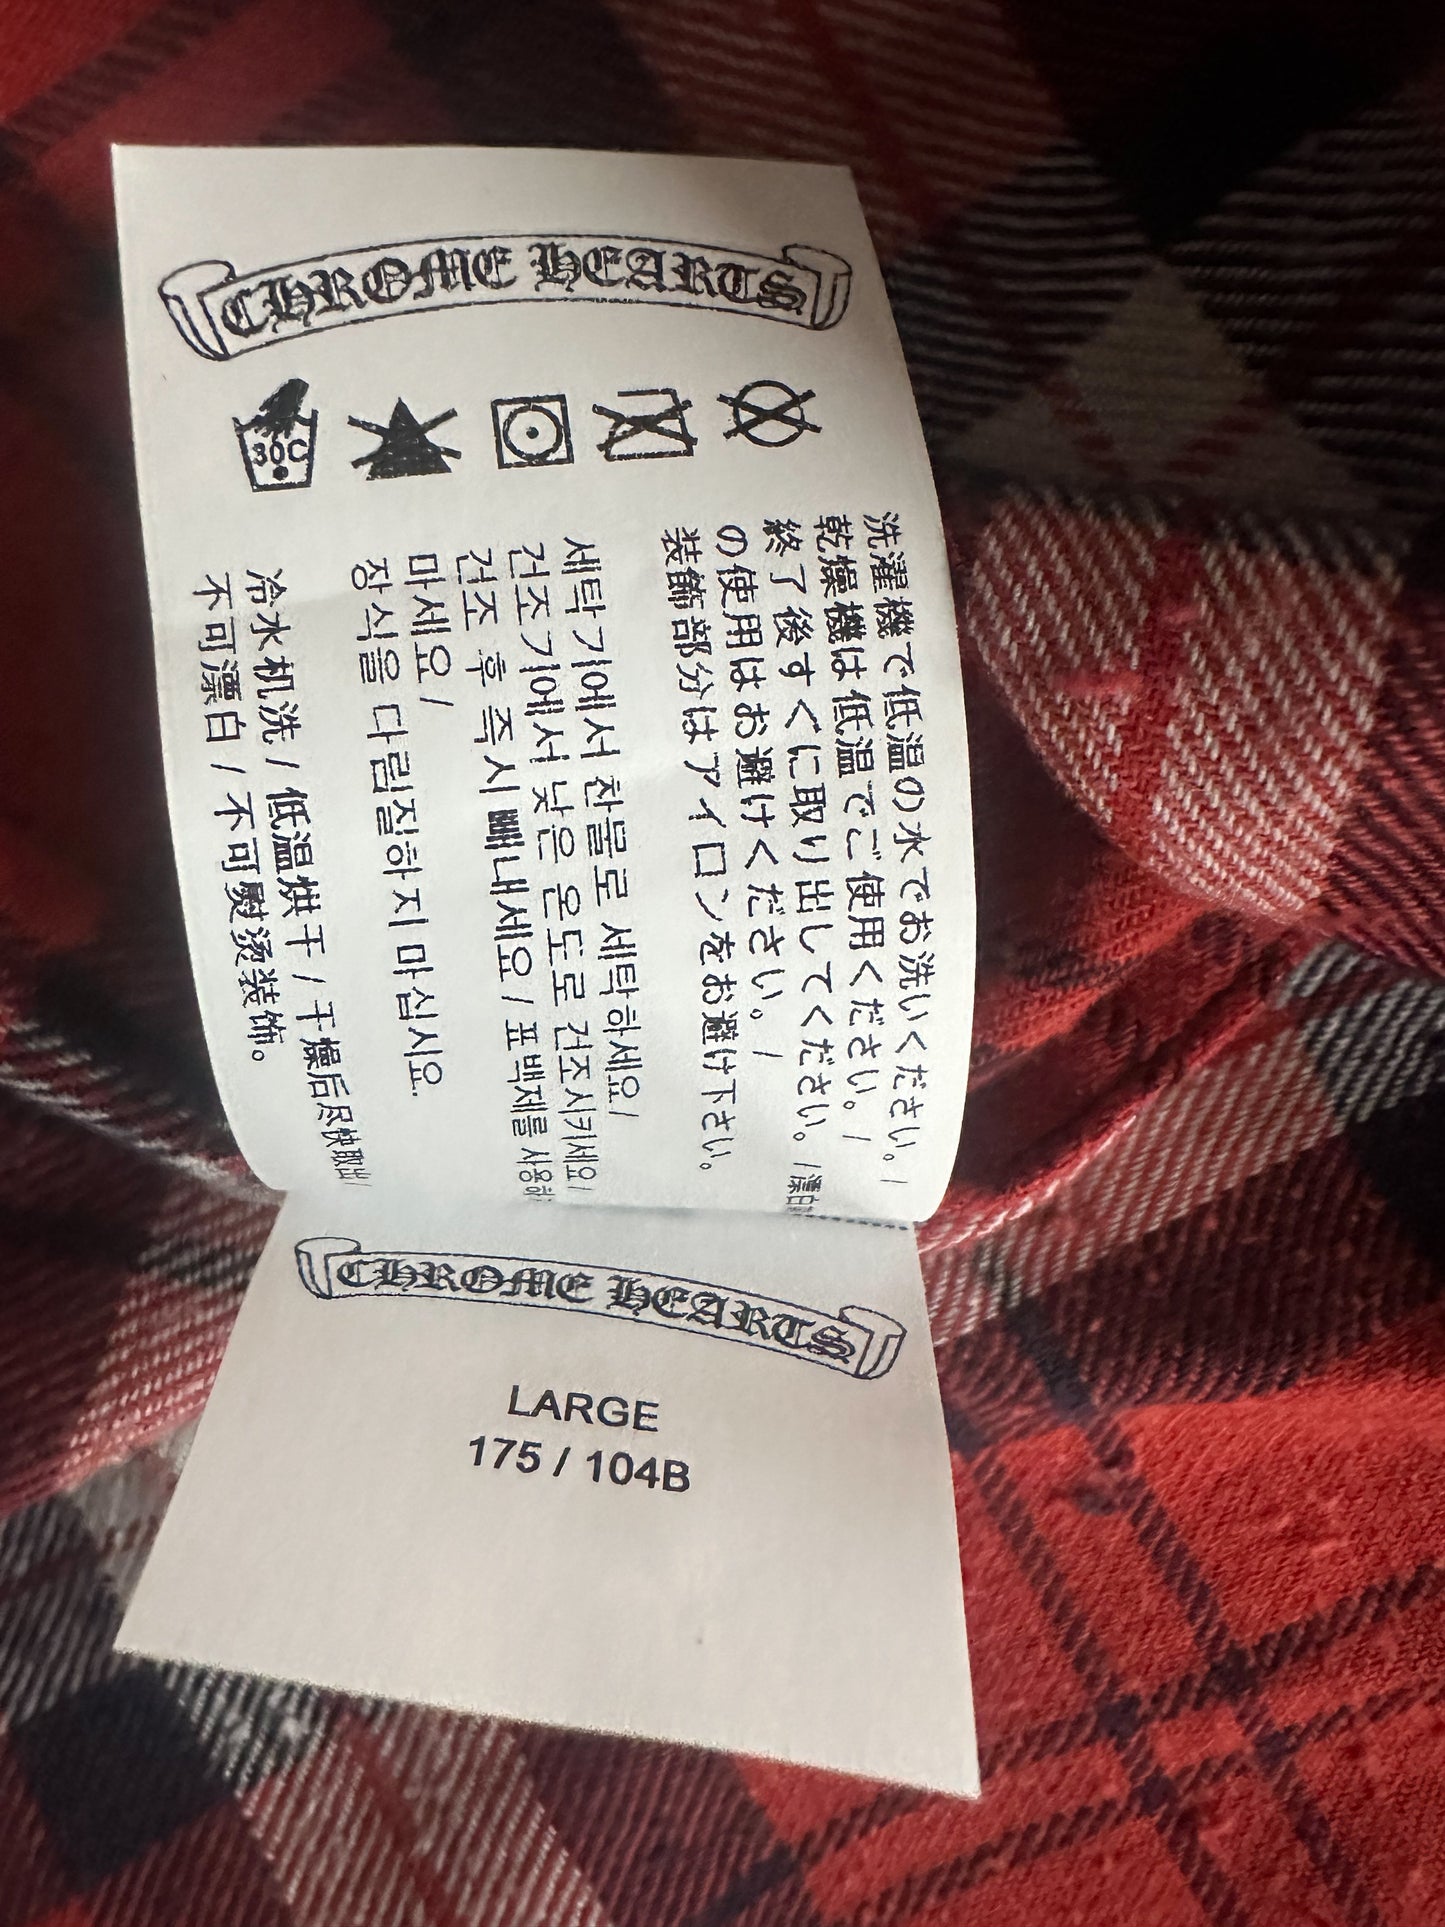 CHROME HEARTS
30C
洗濯機で低温の水でお洗いください。/
乾燥機は低温でご使用ください。/
終了後すぐに取り出してください。/漂白
の使用はお避けください。/
装飾部分はアイロンをお避け下さい。
세탁기에서 찬물로 세탁하세요/
건조기에서 낮은 온도로 건조시키세요/
건조 후 즉시 빼내세요/표백제를 사용하
마세요/
장식을 다림질하지 마십시요.
冷水机洗/低温烘干/干燥后尽快取出/
不可漂白/不可熨烫装饰。
CHROME HEARTS
LARGE
175 / 104B